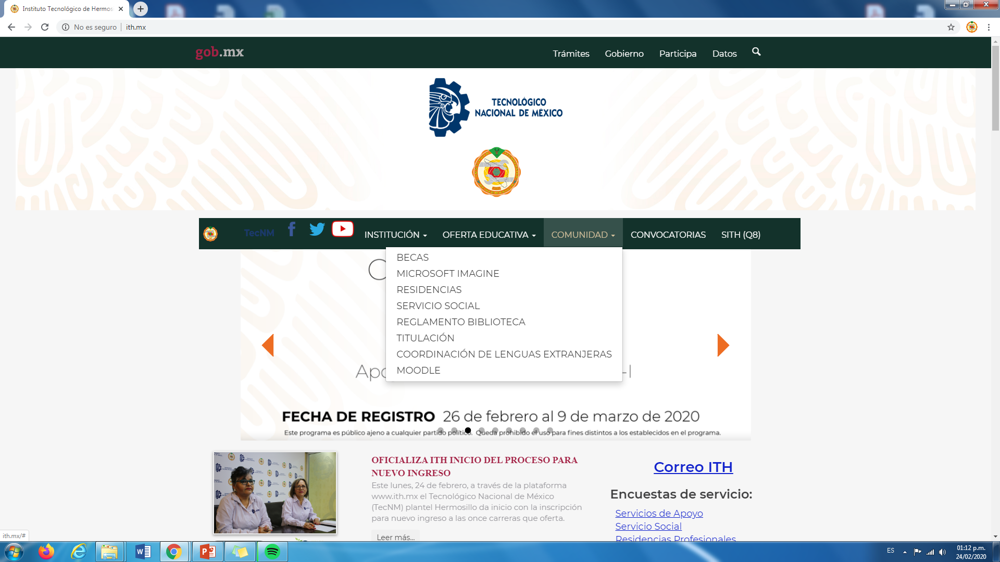 Instituto Tecnológico de Hermos
No es seguro
ith.mx
gob.mx
Trámites
Gobierno
Participa
Datos
TECNOLÓGICO
NACIONAL DE MÉXICO
TecNM
INSTITUCIÓN
OFERTA EDUCATIVA
COMUNIDAD
CONVOCATORIAS
SITH (Q8)
BECAS
MICROSOFT IMAGINE
RESIDENCIAS
SERVICIO SOCIAL
REGLAMENTO BIBLIOTECA
TITULACIÓN
COORDINACIÓN DE LENGUAS EXTRANJERAS
MOODLE
FECHA DE REGISTRO 26 de febrero al 9 de marzo de 2020
Este programa es público ajeno a cualquier partido político. Queda prohibido el uso para fines distintos a los establecidos en el programa.
OFICIALIZA ITH INICIO DEL PROCESO PARA
NUEVO INGRESO
Este lunes, 24 de febrero, a través de la plataforma
www.ith.mx el Tecnológico Nacional de México
(TecNM) plantel Hermosillo da inicio con la inscripción
para nuevo ingreso a las once carreras que oferta.
Leer más...
Correo ITH
Encuestas de servicio:
Servicios de Apoyo
Servicio Social
Residencias Profesionales
ith.mx/#
ES
01:12 p.m.
24/02/2020